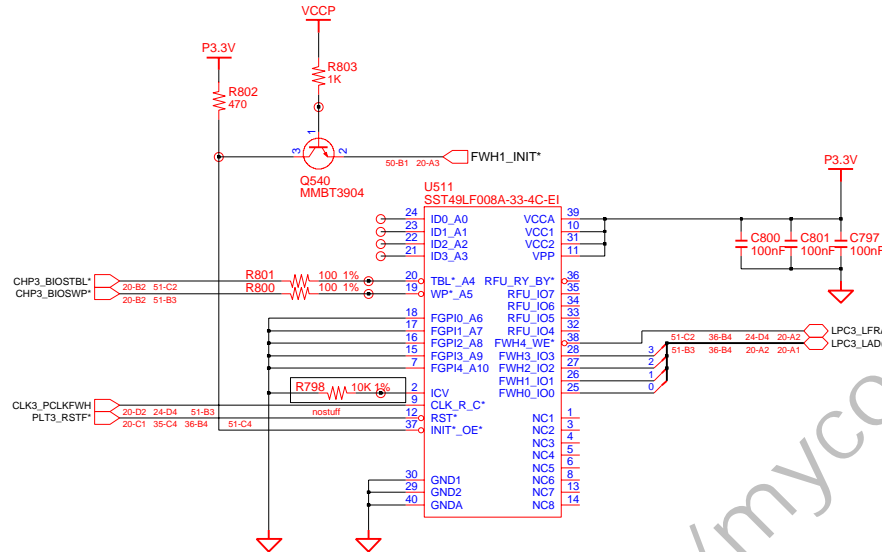 VCCP
P3.3V
R803
1K
R802
470
1
3
2
50-B1 20-A3
FWH1_INIT*
Q540
MMBT3904
P3.3V
U511
SST49LF008A-33-4C-EI
24 ID0_A0 VCCA 39
23 ID1_A1 VCC1 10
22 ID2_A2 VCC2 31
21 ID3_A3 VPP 11
C800
100nF
C801
100nF
C797
100nF
CHP3_BIOSTBL*
20-B2 51-C2
R801 100 1%
20 TBL*_A4 RFU_RY_BY* 36
CHP3_BIOSWP*
20-B2 51-B3
R800 100 1%
19 WP*_A5 RFU_IO7 35
RFU_IO6 34
18 FGPI0_A6 RFU_IO5 33
17 FGPI1_A7 RFU_IO4 32
16 FGPI2_A8 FWH4_WE* 38
15 FGPI3_A9 FWH3_IO3 28 3
7 FGPI4_A10 FWH2_IO2 27 2
FWH1_IO1 26 1
FWH0_IO0 25 0
51-C2 36-B4 24-D4 20-A2
LPC3_LFRA
51-B3 36-B4 20-A2 20-A1
LPC3_LAD
R798 10K 1%
2 ICV
nostuff
CLK3_PCLKFWH
20-D2 24-D4 51-B3
9 CLK_R_C*
PLT3_RSTF*
20-C1 35-C4 36-B4 51-C4
12 RST*
37 INIT*_OE*
NC1 1
NC2 3
NC3 4
NC4 5
NC5 6
30 GND1 NC6 8
29 GND2 NC7 13
40 GNDA NC8 14
/myco